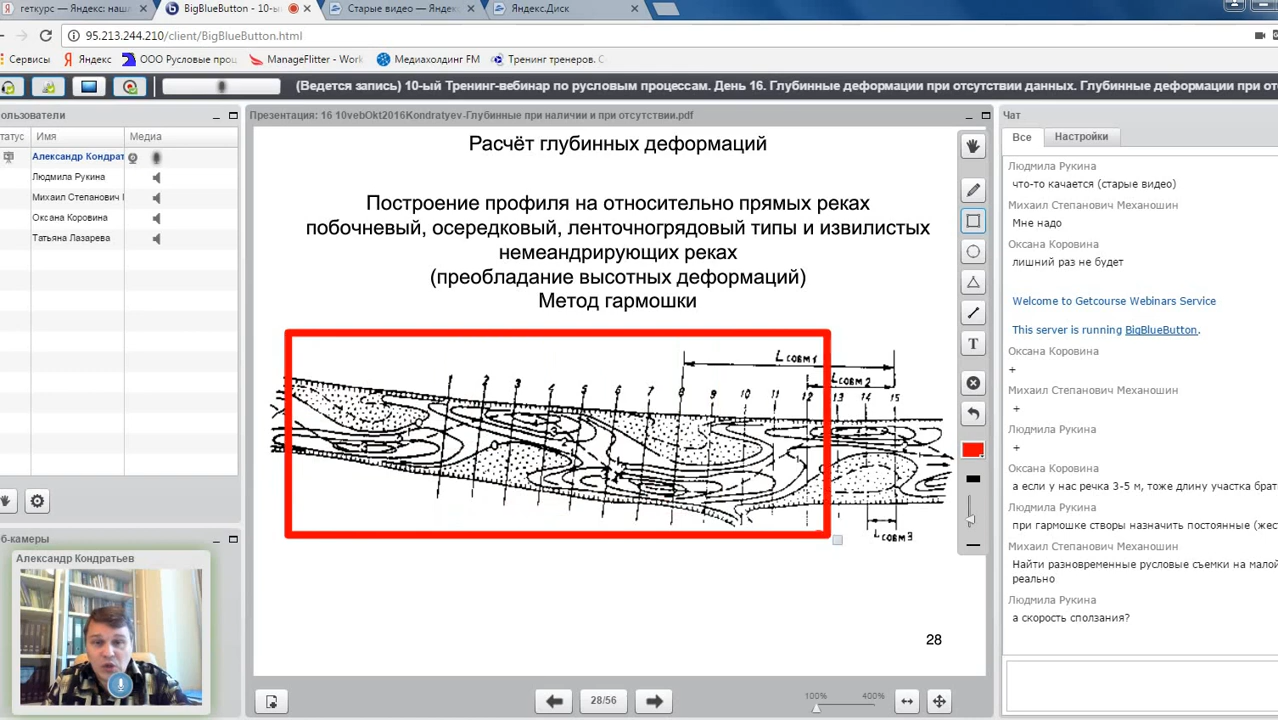 геткурс — Яндекс: наш
BigBlueButton - 10-ы
Старые видео — Яндекс.
Яндекс.Диск
95.213.244.210/client/BigBlueButton.html
Сервисы
Яндекс
ООО Русловые проц
ManageFlitter - Work
Медиахолдинг FM
Тренинг тренеров. С
(Ведется запись) 10-ый Тренинг-вебинар по русловым процессам. День 16. Глубинные деформации при отсутствии данных. Глубинные деформации при от
ользователи
татус
Имя
Медиа
Александр Кондрат
Людмила Рукина
Михаил Степанович
Оксана Коровина
Татьяна Лазарева
б-камеры
Александр Кондратьев
Презентация: 16 10vebOkt2016Kondratyev-Глубинные при наличии и при отсутствии.pdf
Расчёт глубинных деформаций
Построение профиля на относительно прямых реках
побочневый, осередковый, ленточногрядовый типы и извилистых
немеандрирующих реках
(преобладание высотных деформаций)
Метод гармошки
L совм1
L совм2
1 2 3 4 5 6 7 8 9 10 11 12 13 14 15
L совм3
28
28/56
100%
400%
T
Чат
Все
Настройки
Людмила Рукина
что-то качается (старые видео)
Михаил Степанович Механошин
Мне надо
Оксана Коровина
лишний раз не будет
Welcome to Getcourse Webinars Service
This server is running BigBlueButton.
Оксана Коровина
+
Михаил Степанович Механошин
+
Людмила Рукина
+
Оксана Коровина
а если у нас речка 3-5 м, тоже длину участка брат
Людмила Рукина
при гармошке створы назначить постоянные (жес
Михаил Степанович Механошин
Найти разновременные русловые съемки на малой
реально
Людмила Рукина
а скорость сползания?